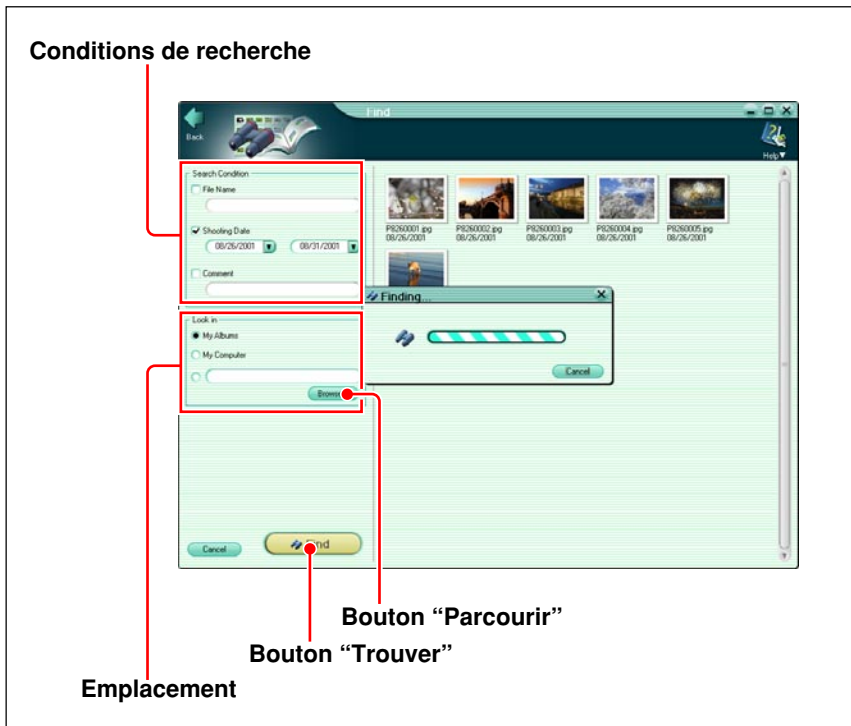 Conditions de recherche
Find
Back
Help▼
Search Condition
File Name
Shooting Date
08/26/2001 08/31/2001
Comment
P8260001.jpg P8260002.jpg P8260003.jpg P8260004.jpg P8260005.jpg
08/26/2001 08/26/2001 08/26/2001 08/26/2001 08/26/2001
Finding...
Cancel
Look in
My Albums
My Computer
Cancel
Bouton “Parcourir”
Bouton “Trouver”
Emplacement